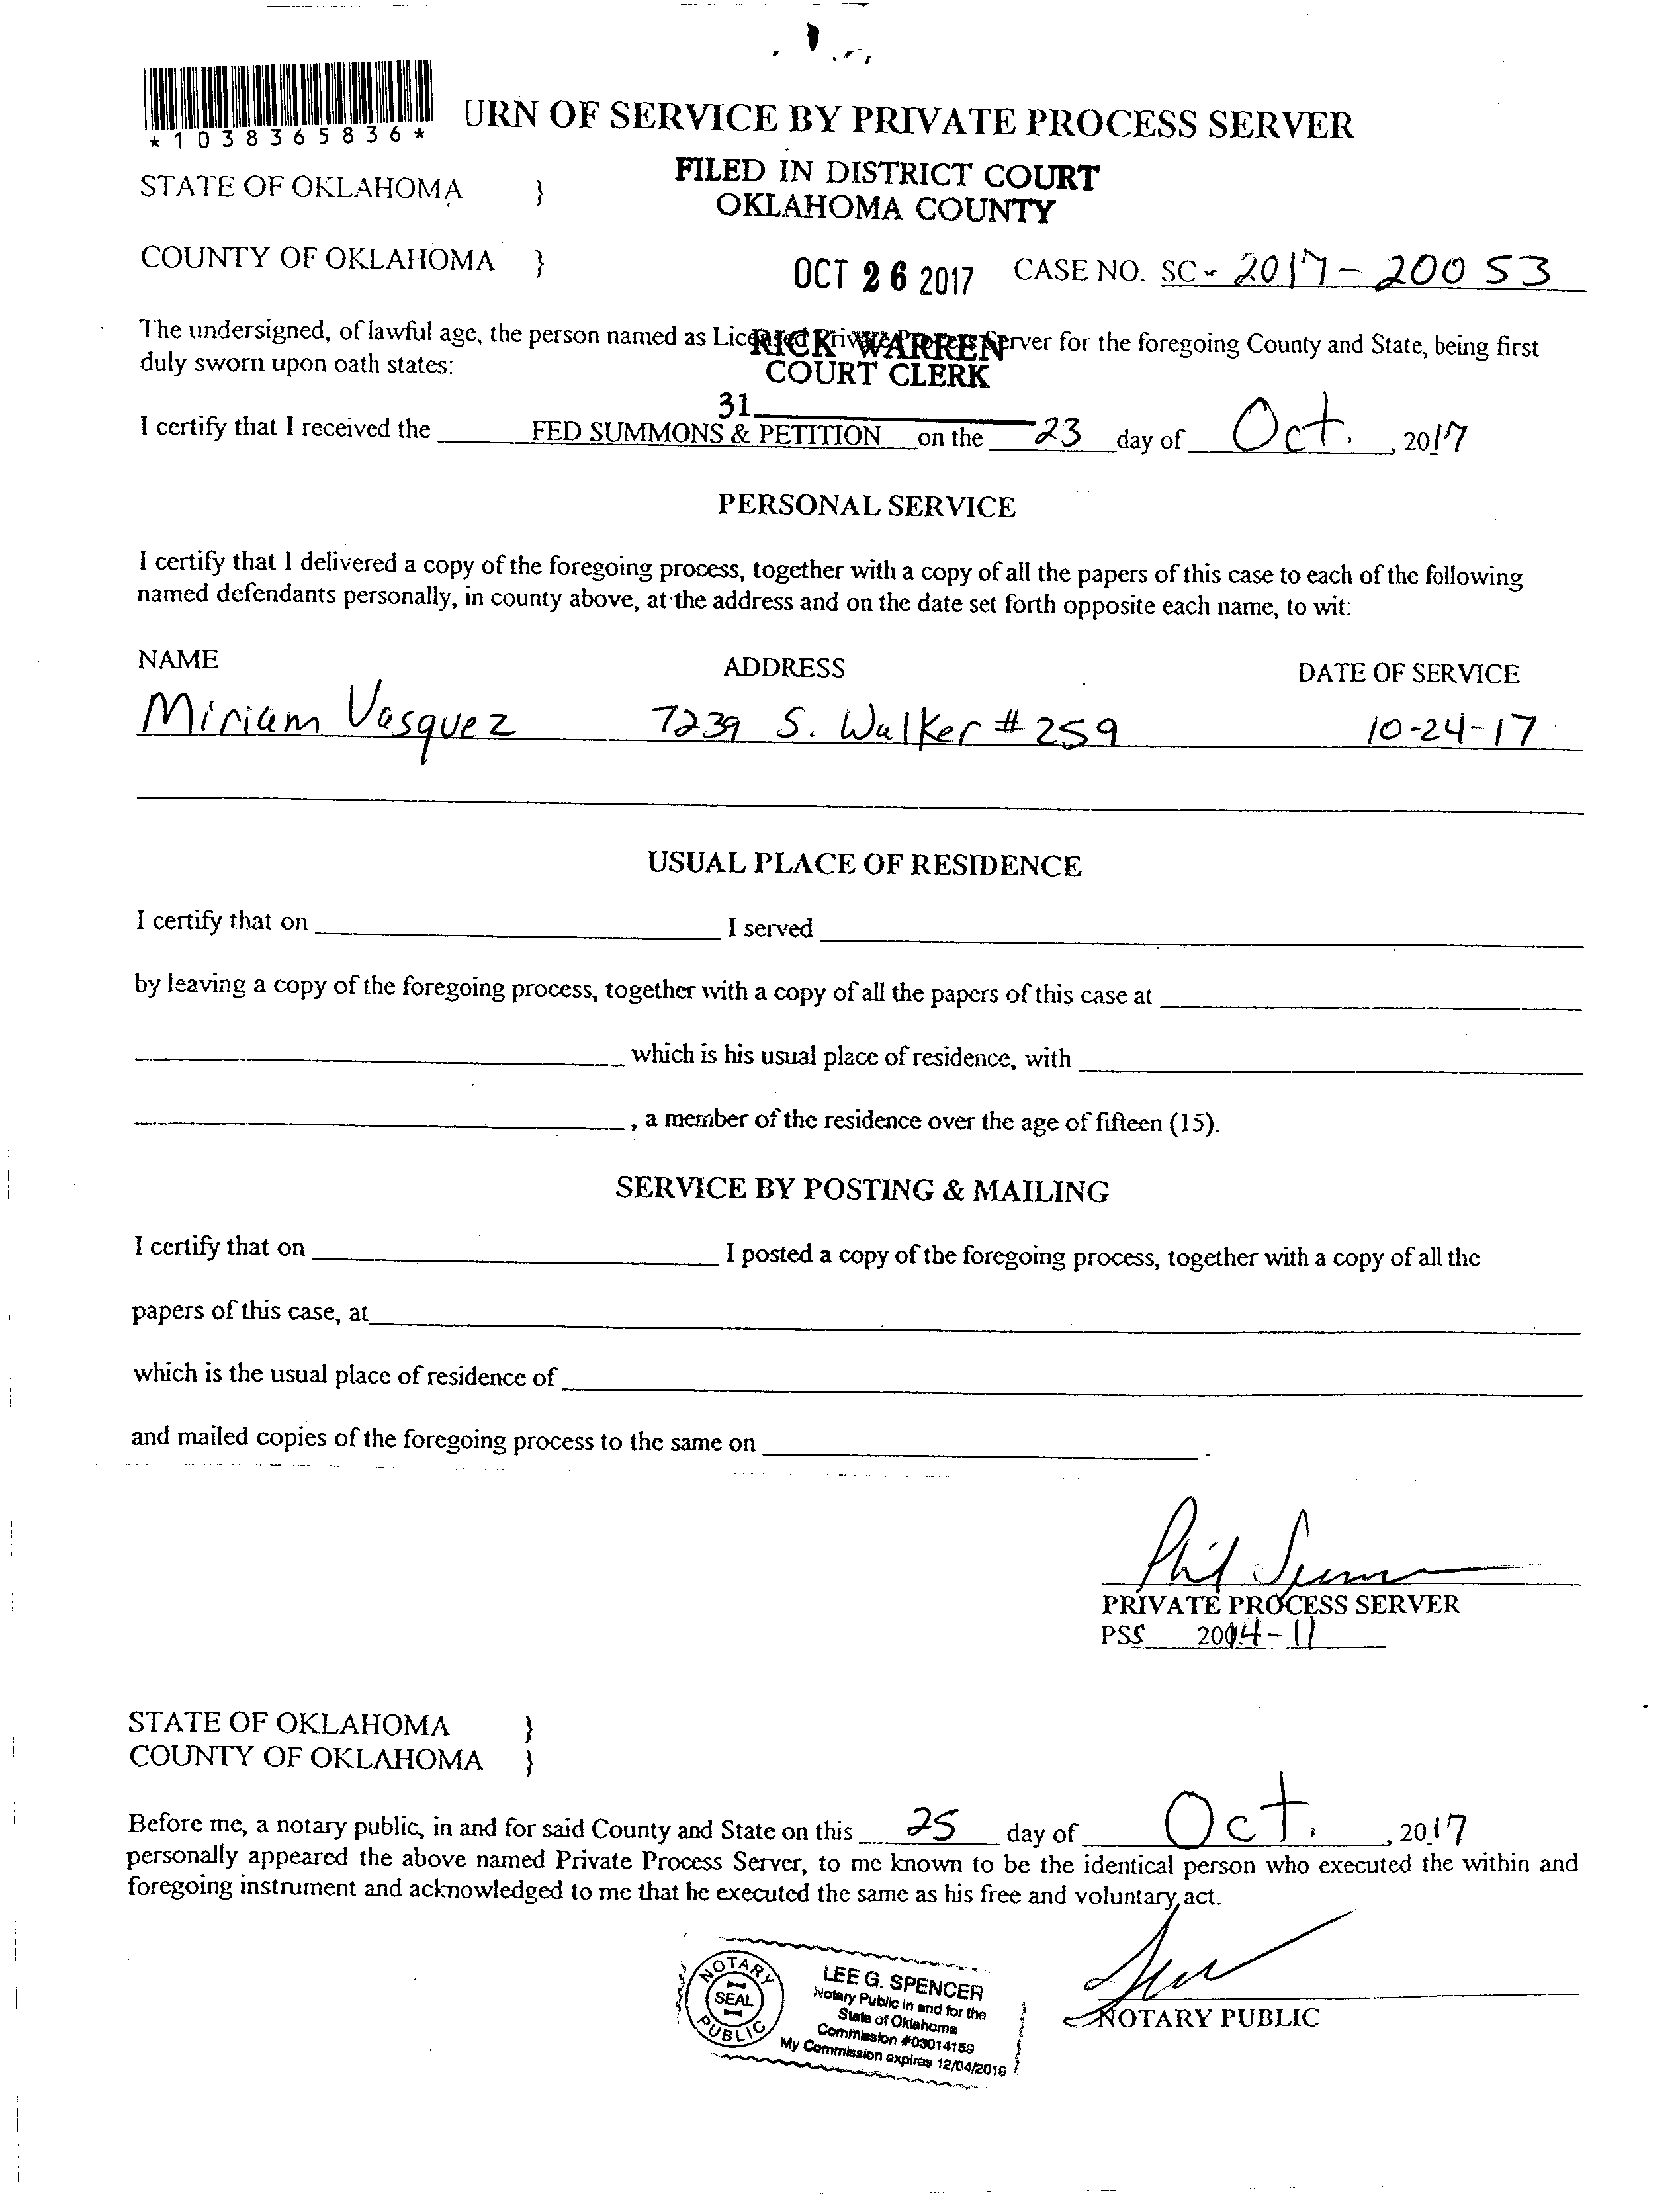 *1038365836*
URN OF SERVICE BY PRIVATE PROCESS SERVER
FILED IN DISTRICT COURT
OKLAHOMA COUNTY
STATE OF OKLAHOMA }
COUNTY OF OKLAHOMA }
OCT 26 2017 CASE NO. SC - 2017 - 20053
The undersigned, of lawful age, the person named as Licensed Private Process Server for the foregoing County and State, being first
RICK WARREN
duly sworn upon oath states:
COURT CLERK
31
I certify that I received the FED SUMMONS & PETITION on the 23 day of Oct. , 2017
PERSONAL SERVICE
I certify that I delivered a copy of the foregoing process, together with a copy of all the papers of this case to each of the following
named defendants personally, in county above, at the address and on the date set forth opposite each name, to wit:
NAME ADDRESS DATE OF SERVICE
Miriam Vasquez 7239 S. Walker # 259 10-24-17
USUAL PLACE OF RESIDENCE
I certify that on I served
by leaving a copy of the foregoing process, together with a copy of all the papers of this case at
which is his usual place of residence, with
, a member of the residence over the age of fifteen (15).
SERVICE BY POSTING & MAILING
I certify that on I posted a copy of the foregoing process, together with a copy of all the
papers of this case, at
which is the usual place of residence of
and mailed copies of the foregoing process to the same on .
Phil
PRIVATE PROCESS SERVER
PSS 2014-11
STATE OF OKLAHOMA }
COUNTY OF OKLAHOMA }
Before me, a notary public, in and for said County and State on this 25 day of Oct. , 2017
personally appeared the above named Private Process Server, to me known to be the identical person who executed the within and
foregoing instrument and acknowledged to me that he executed the same as his free and voluntary act.
NOTARY PUBLIC
SEAL
LEE G. SPENCER
Notary Public in and for the
State of Oklahoma
Commission #03014159
My Commission expires 12/04/2019
NOTARY PUBLIC